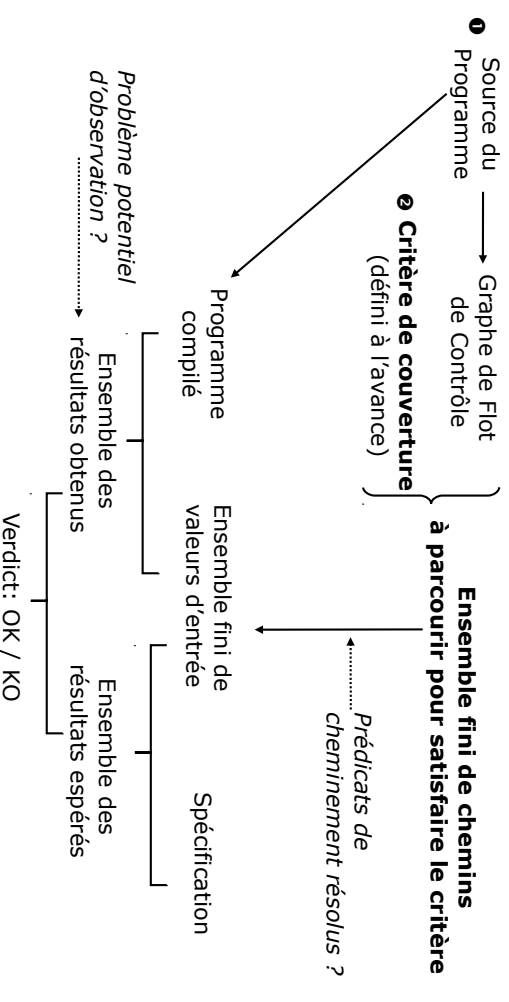 ❶ Source du
Programme
Graphe de Flot
de Contrôle
❷ Critère de couverture
(défini à l’avance)
Ensemble fini de chemins
à parcourir pour satisfaire le critère
Prédicats de
cheminement résolus ?
Programme
compilé
Ensemble fini de
valeurs d’entrée
Spécification
Problème potentiel
d’observation ?
Ensemble des
résultats obtenus
Ensemble des
résultats espérés
Verdict: OK / KO